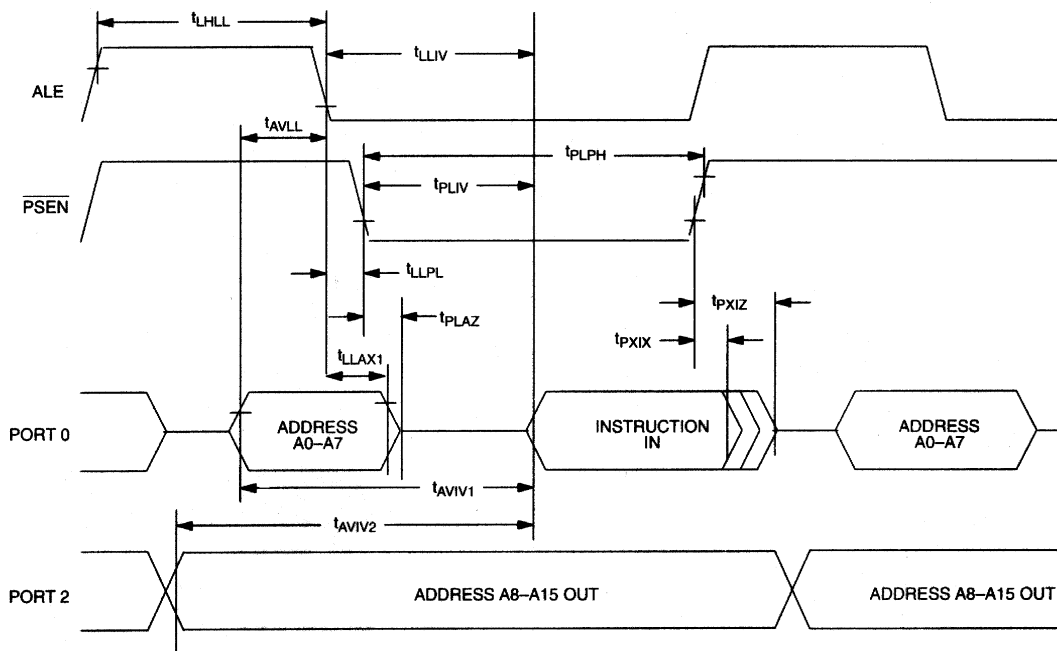 tLHLL
tLLIV
ALE
tAVLL
tPLPH
PSEN
tPLIV
tLLPL
tPXIZ
tPLAZ
tPXIX
tLLAX1
PORT 0
ADDRESS
A0–A7
INSTRUCTION
IN
ADDRESS
A0–A7
tAVIV1
tAVIV2
PORT 2
ADDRESS A8–A15 OUT
ADDRESS A8–A15 OUT